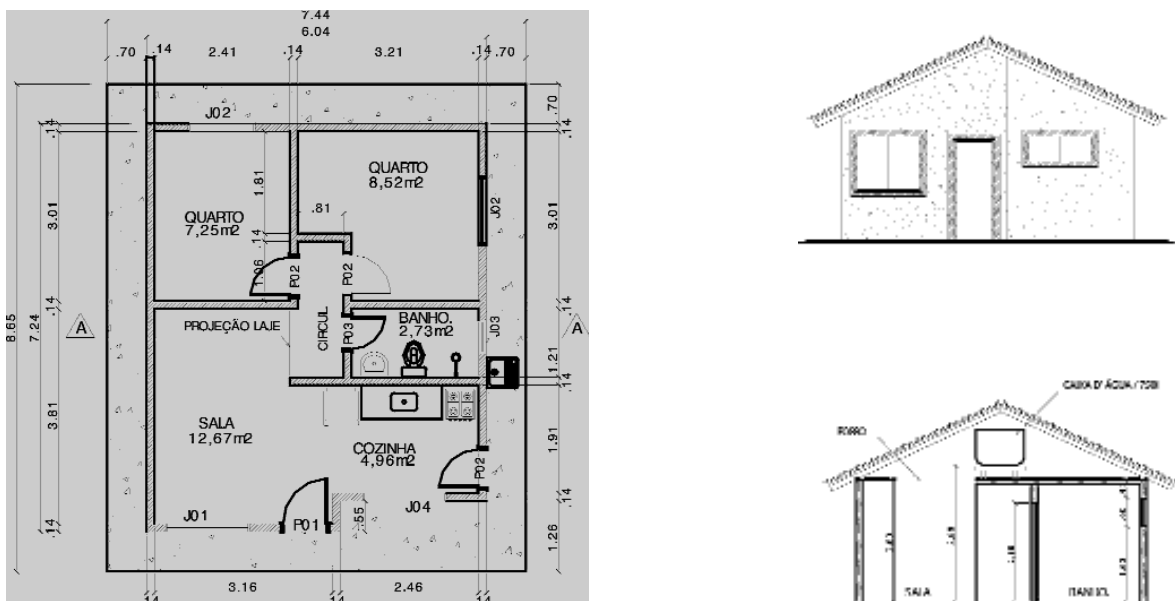 7.44
6.04
.70
.14
2.41
.14
3.21
.14
.70
.70
.14
J02
.14
QUARTO
8,52m2
1.81
.81
J02
3.01
3.01
QUARTO
7,25m2
.14
1.06
P02
P02
.14
.14
8.65
7.24
A
PROJEÇÃO LAJE
CIRCUL
P03
BANHO.
2,73m2
J03
A
1.21
.14
3.81
SALA
12,67m2
COZINHA
4,96m2
1.91
P02
.14
J01
P01
.55
J04
.14
1.26
3.16
2.46
.14
.14
.14
CAIXA D' ÁGUA / 750l
FORRO
SALA
BANHO.